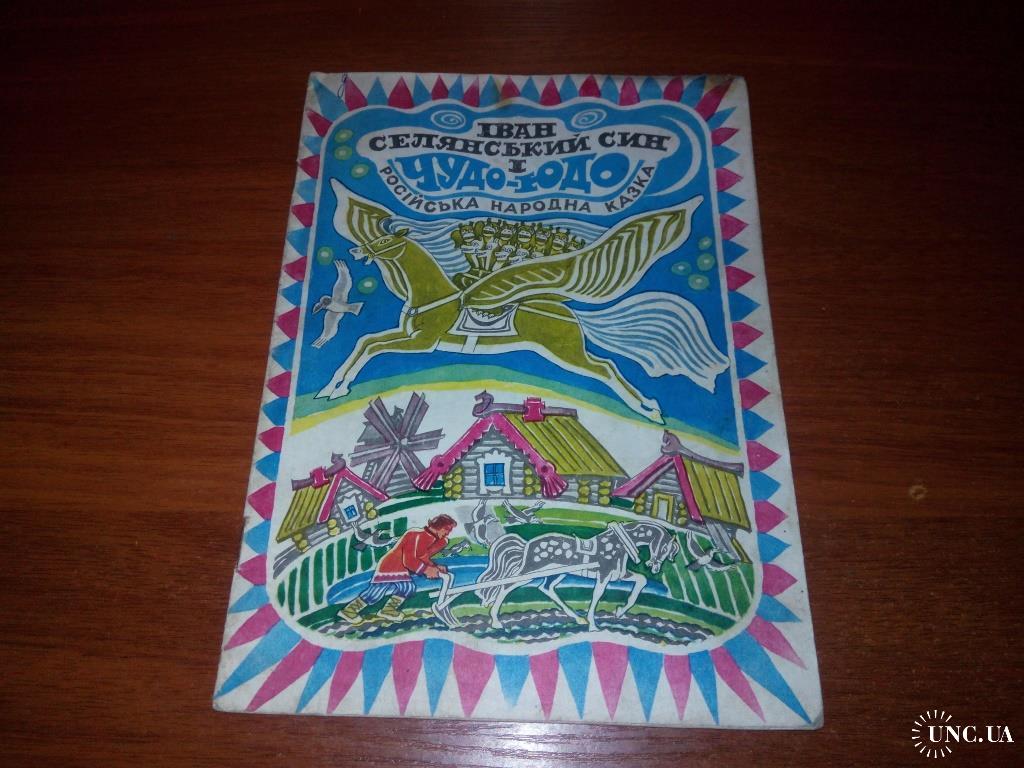 ІВАН
СЕЛЯНСЬКИЙ СИН
І
ЧУДО-ЮДО
РОСІЙСЬКА НАРОДНА КАЗКА
UNC.UA